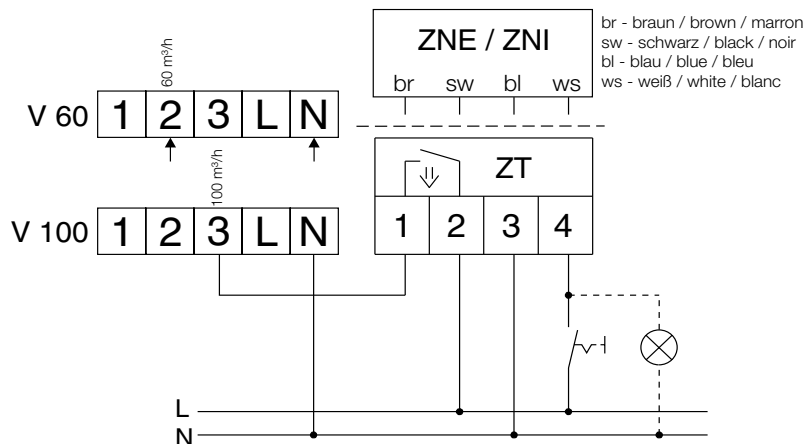 ZNE / ZNI
br sw bl ws
br - braun / brown / marron
sw - schwarz / black / noir
bl - blau / blue / bleu
ws - weiß / white / blanc
60 m³/h
V 60 1 2 3 L N
100 m³/h
V 100 1 2 3 L N
ZT
1 2 3 4
L
N